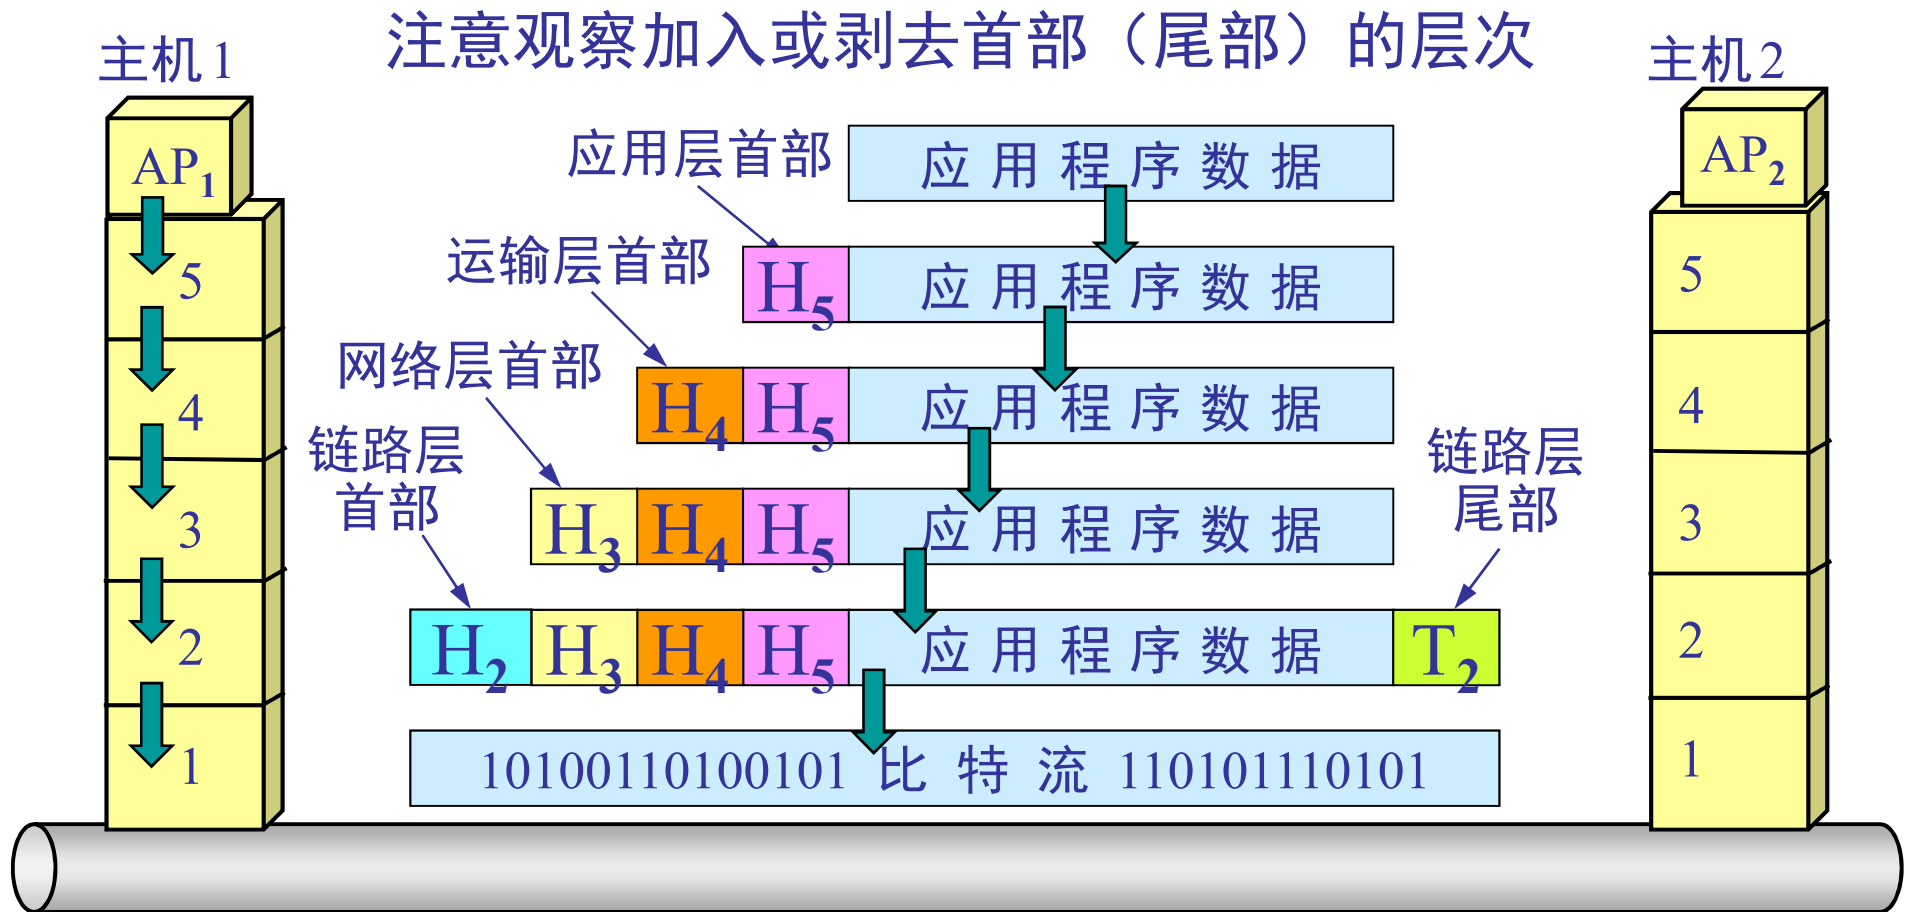 注意观察加入或剥去首部（尾部）的层次
主机 1
主机 2
AP1
AP2
应用层首部
应 用 程 序 数 据
5
运输层首部
H5 应 用 程 序 数 据
5
4
网络层首部
H4 H5 应 用 程 序 数 据
4
链路层
首部
链路层
尾部
3
H3 H4 H5 应 用 程 序 数 据
3
2
H2 H3 H4 H5 应 用 程 序 数 据 T2
2
1
10100110100101 比 特 流 110101110101
1